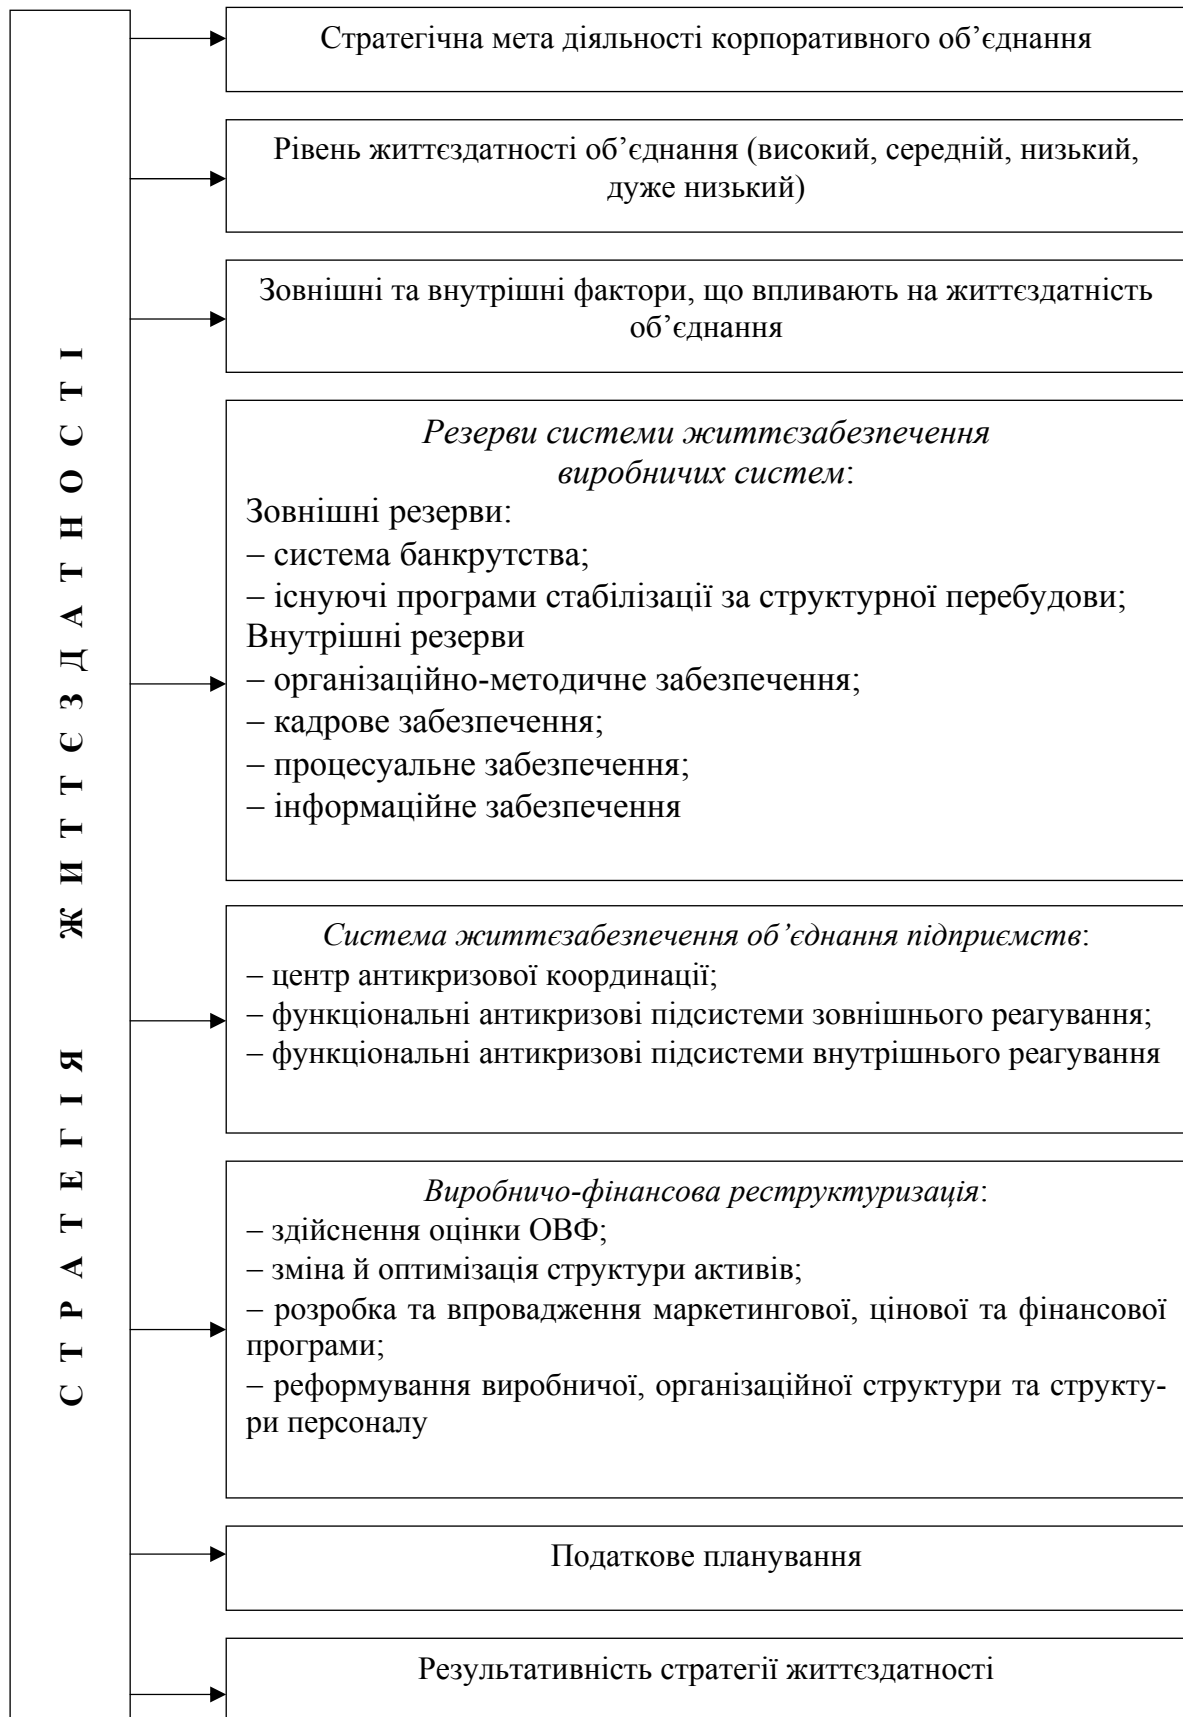 СТРАТЕГІЯ ЖИТТЄЗДАТНОСТІ
Стратегічна мета діяльності корпоративного об’єднання
Рівень життєздатності об’єднання (високий, середній, низький,
дуже низький)
Зовнішні та внутрішні фактори, що впливають на життєздатність
об’єднання
Резерви системи життєзабезпечення
виробничих систем:
Зовнішні резерви:
– система банкрутства;
– існуючі програми стабілізації за структурної перебудови;
Внутрішні резерви
– організаційно-методичне забезпечення;
– кадрове забезпечення;
– процесуальне забезпечення;
– інформаційне забезпечення
Система життєзабезпечення об’єднання підприємств:
– центр антикризової координації;
– функціональні антикризові підсистеми зовнішнього реагування;
– функціональні антикризові підсистеми внутрішнього реагування
Виробничо-фінансова реструктуризація:
– здійснення оцінки ОВФ;
– зміна й оптимізація структури активів;
– розробка та впровадження маркетингової, цінової та фінансової
програми;
– реформування виробничої, організаційної структури та структу-
ри персоналу
Податкове планування
Результативність стратегії життєздатності